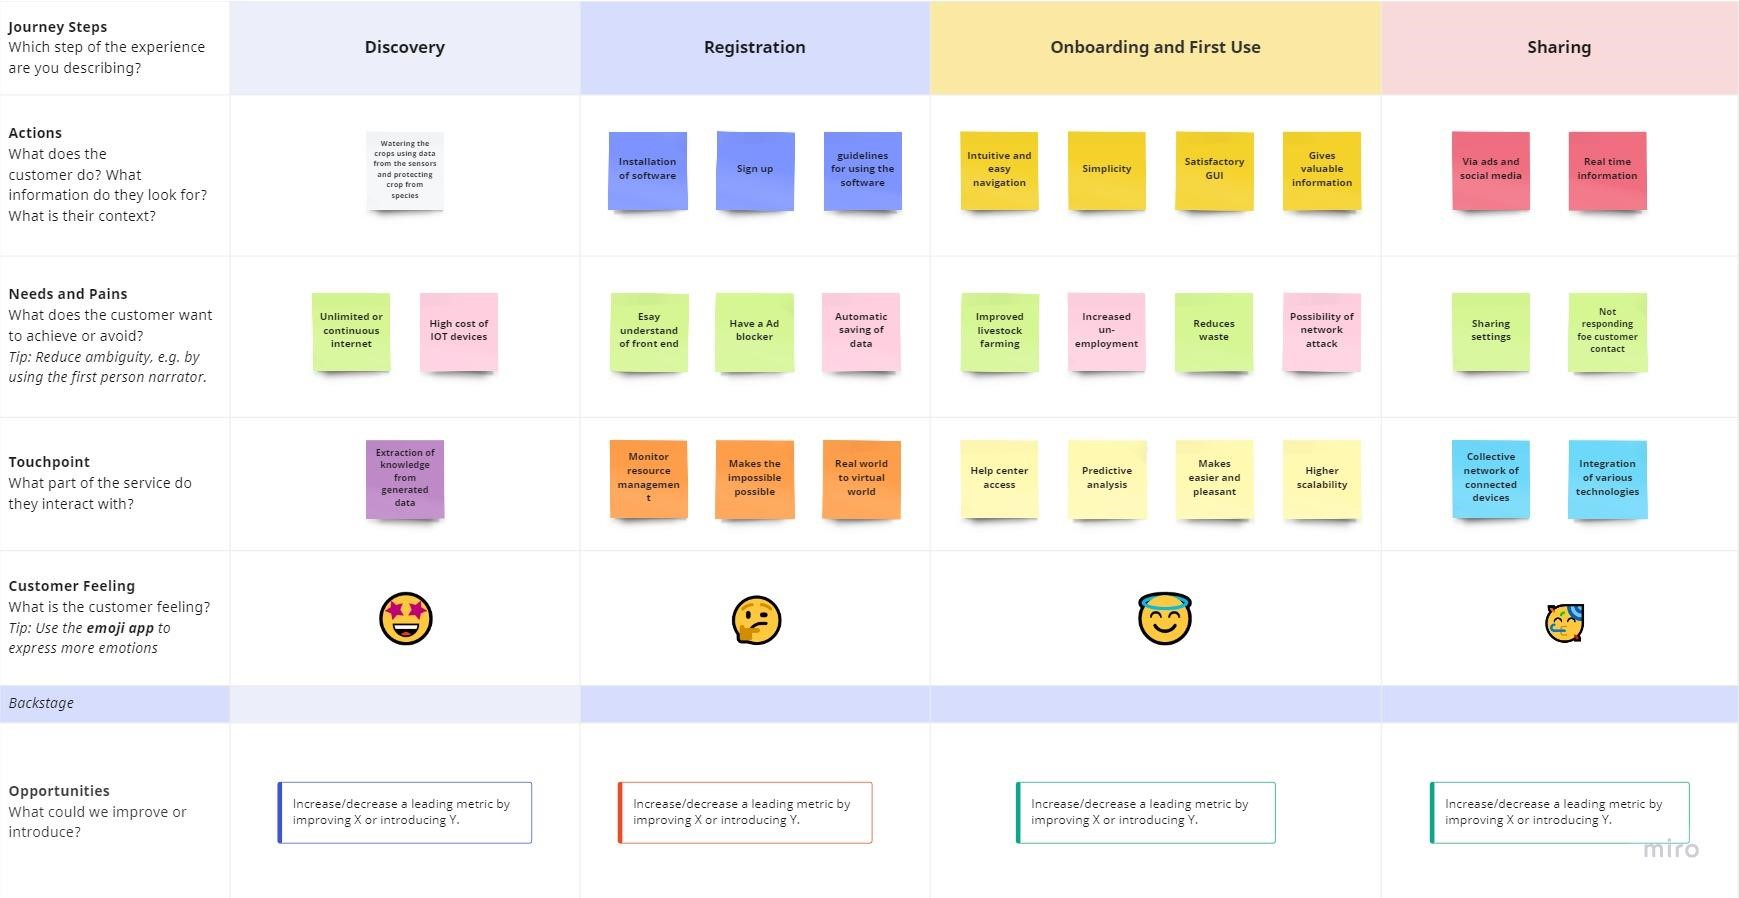 Journey Steps
Which step of the experience
are you describing?
Discovery
Registration
Onboarding and First Use
Sharing
Actions
What does the
customer do? What
information do they look for?
What is their context?
Watering the
crops using data
from the sensors
and protecting
crop from
species
Installation
of software
Sign up
guidelines
for using the
software
Intuitive and
easy
navigation
Simplicity
Satisfactory
GUI
Gives
valuable
information
Via ads and
social media
Real time
information
Needs and Pains
What does the customer want
to achieve or avoid?
Tip: Reduce ambiguity, e.g. by
using the first person narrator.
Unlimited or
continuous
internet
High cost of
IOT devices
Esay
understand
of front end
Have a Ad
blocker
Automatic
saving of
data
Improved
livestock
farming
Increased
un-
employment
Reduces
waste
Possibility of
network
attack
Sharing
settings
Not
responding
foe customer
contact
Touchpoint
What part of the service do
they interact with?
Extraction of
knowledge
from
generated
data
Monitor
resource
managemen
t
Makes the
impossible
possible
Real world
to virtual
world
Help center
access
Predictive
analysis
Makes
easier and
pleasant
Higher
scalability
Collective
network of
connected
devices
Integration
of various
technologies
Customer Feeling
What is the customer feeling?
Tip: Use the emoji app to
express more emotions
Backstage
Opportunities
What could we improve or
introduce?
Increase/decrease a leading metric by
improving X or introducing Y.
Increase/decrease a leading metric by
improving X or introducing Y.
Increase/decrease a leading metric by
improving X or introducing Y.
Increase/decrease a leading metric by
improving X or introducing Y.
miro